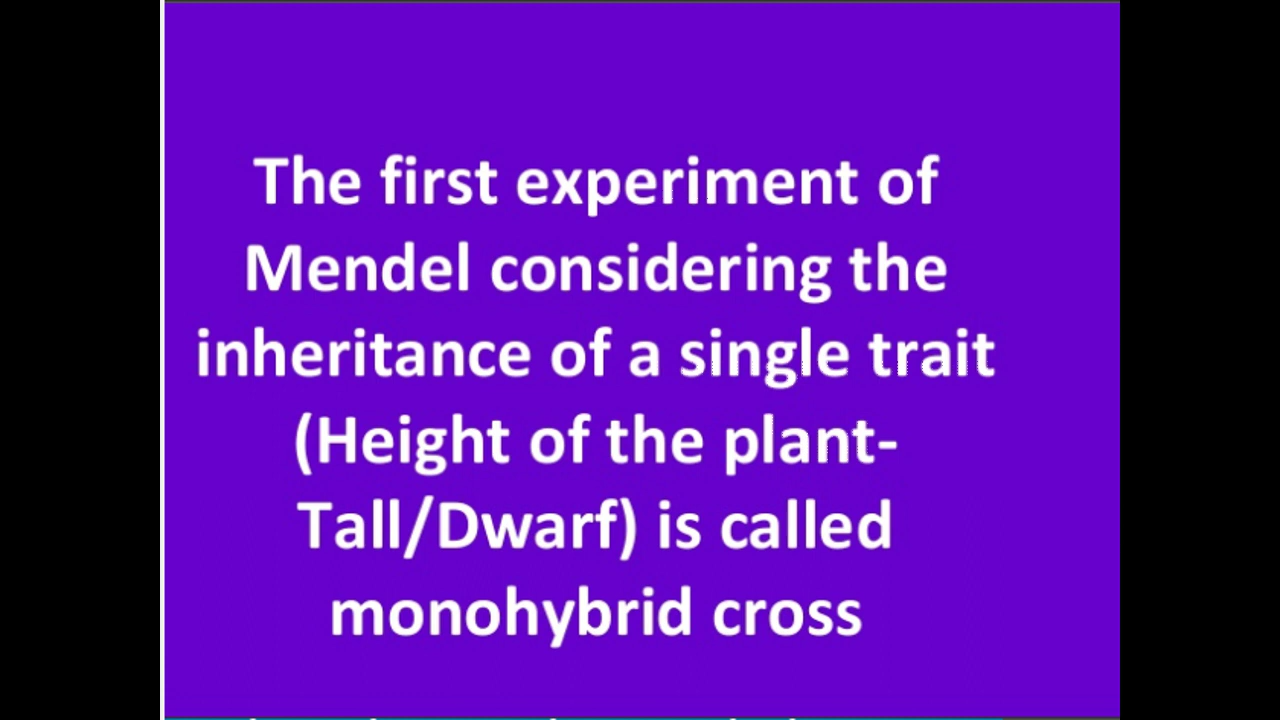 The first experiment of
Mendel considering the
inheritance of a single trait
(Height of the plant-
Tall/Dwarf) is called
monohybrid cross